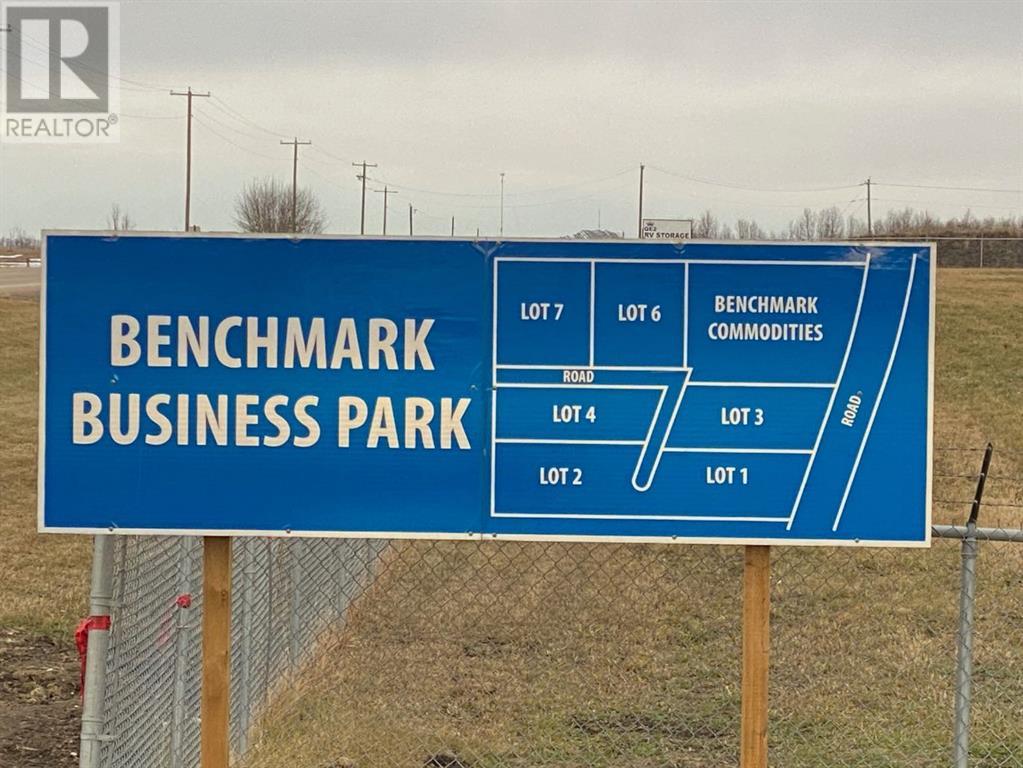 R
REALTOR®
QE2
RV STORAGE
BENCHMARK
BUSINESS PARK
LOT 7
LOT 6
BENCHMARK
COMMODITIES
ROAD
LOT 4
LOT 3
ROAD
LOT 2
LOT 1